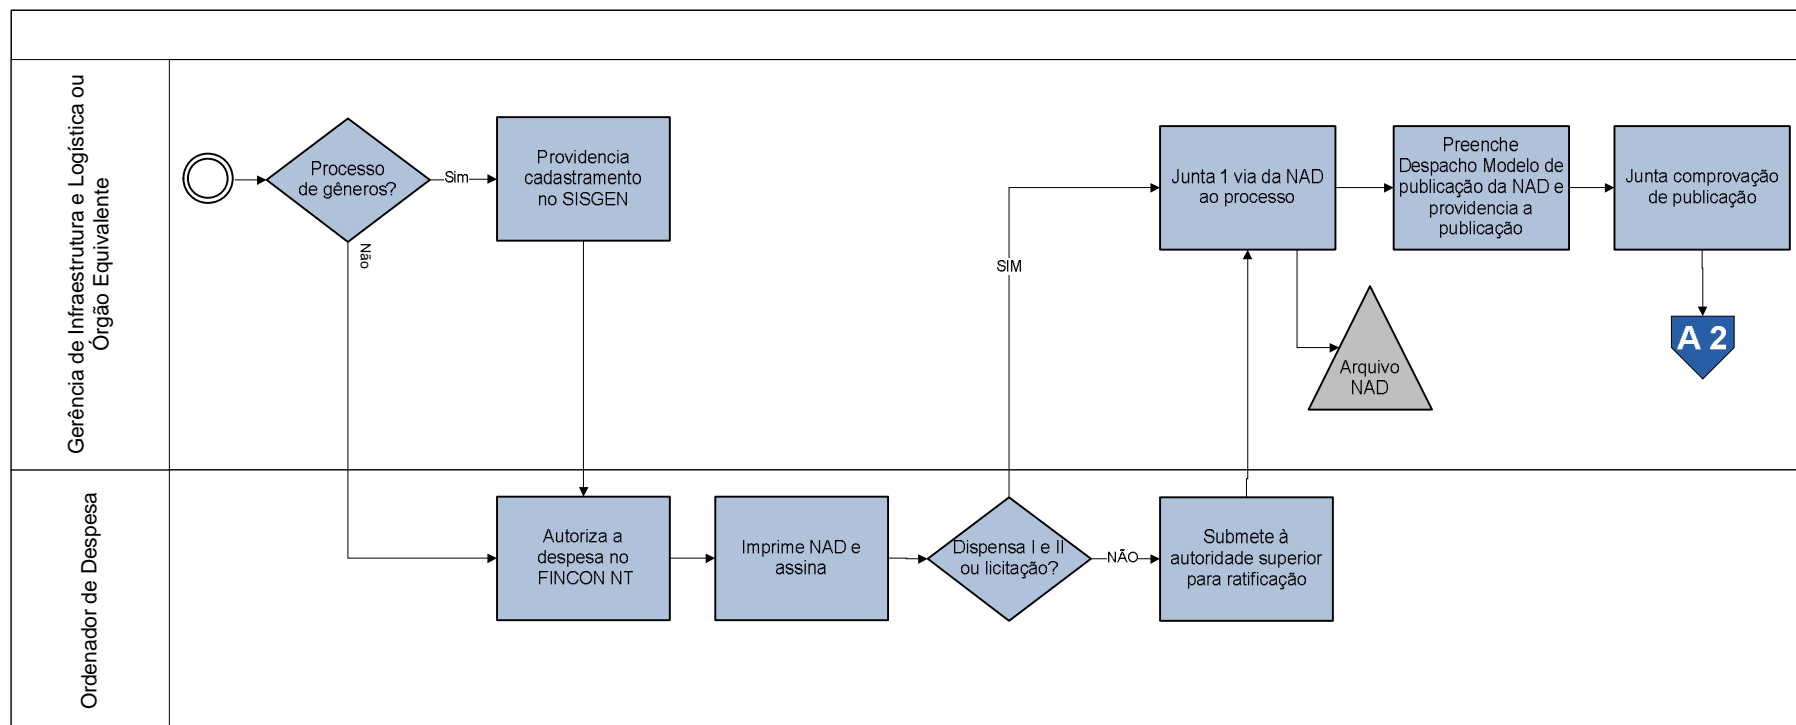 Gerência de Infraestrutura e Logística ou
Órgão Equivalente
Processo
de gêneros?
Sim
Não
Providencia
cadastramento
no SISGEN
SIM
Junta 1 via da NAD
ao processo
Arquivo
NAD
Preenche
Despacho Modelo de
publicação da NAD e
providencia a
publicação
Junta comprovação
de publicação
A 2
Ordenador de Despesa
Autoriza a
despesa no
FINCON NT
Imprime NAD e
assina
Dispensa I e II
ou licitação?
NÃO
Submete à
autoridade superior
para ratificação